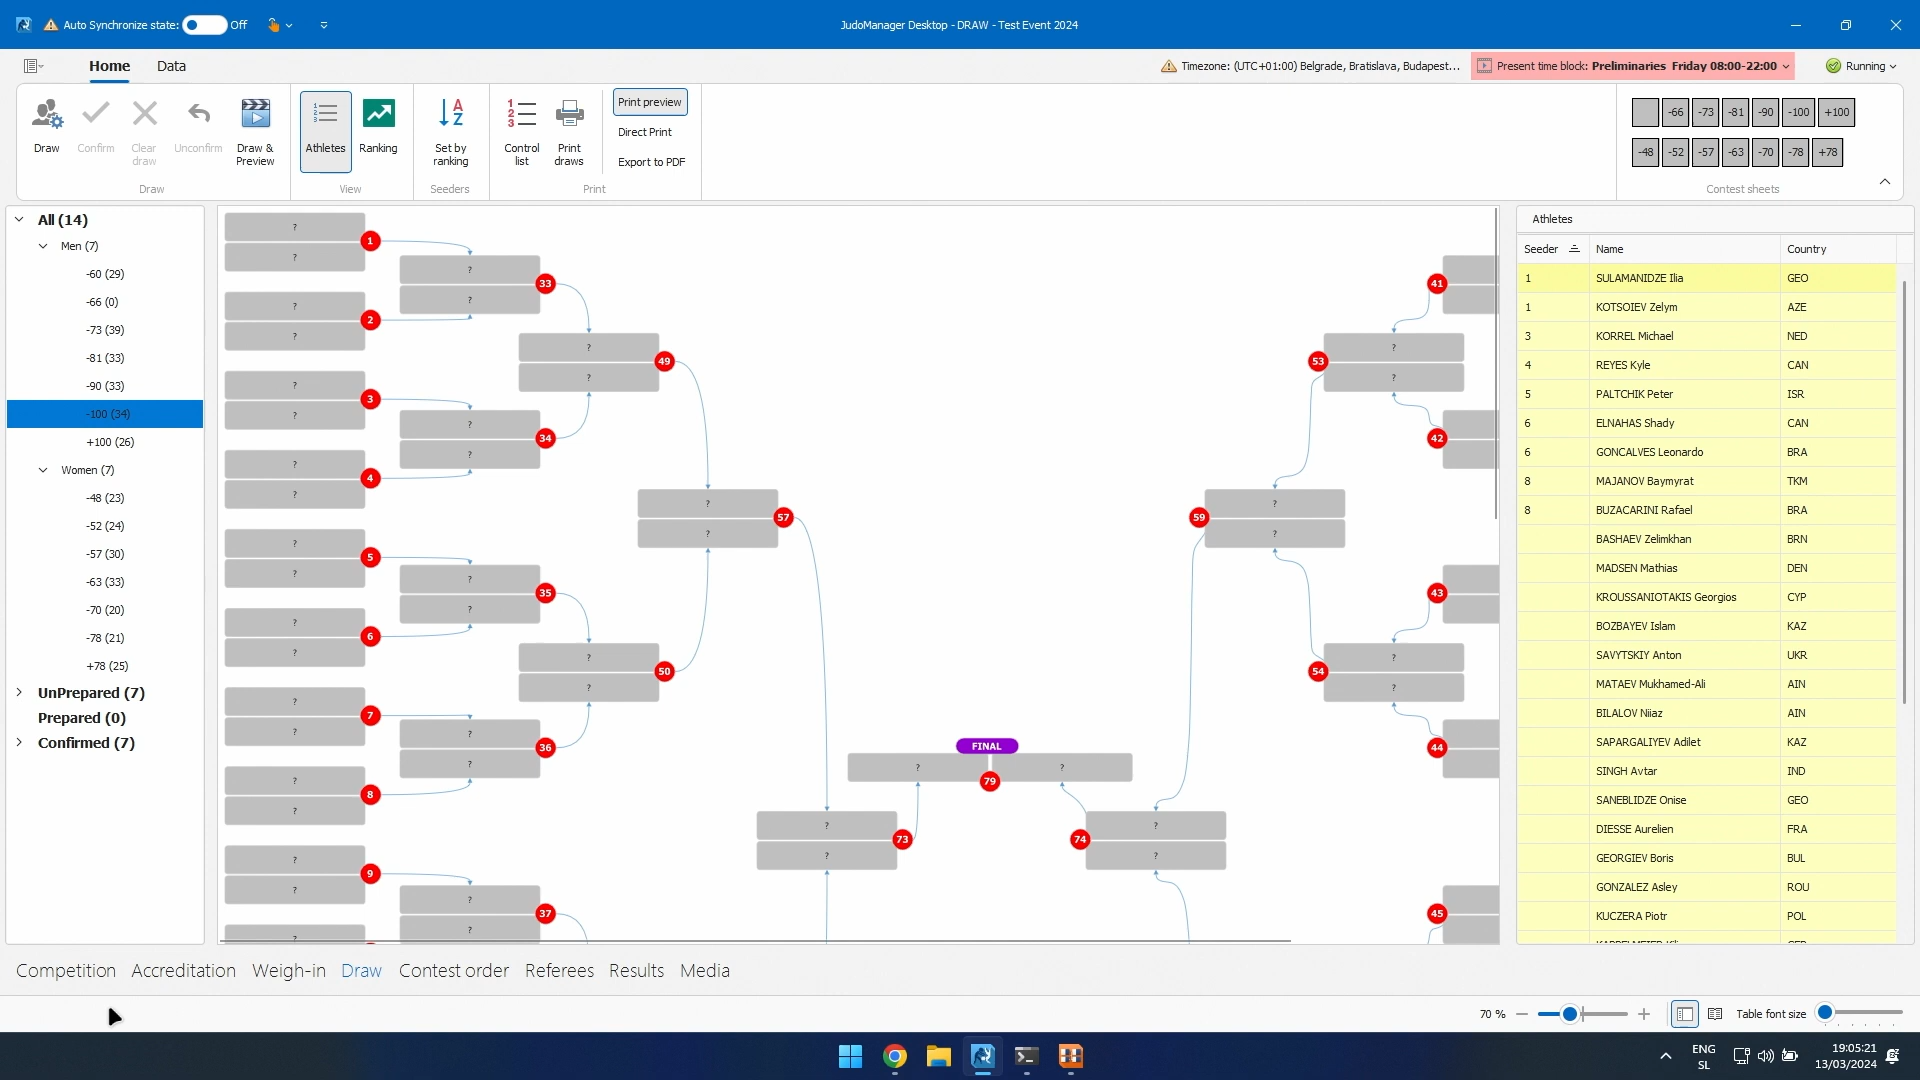 Auto Synchronize state: Off
JudoManager Desktop - DRAW - Test Event 2024
Home Data
Timezone: (UTC+01:00) Belgrade, Bratislava, Budapest...
Present time block: Preliminaries Friday 08:00-22:00
Running
Draw
Confirm
Clear draw
Unconfirm
Draw & Preview
Draw
Athletes
Ranking
View
Set by ranking
Seeders
Control list
Print draws
Print preview
Direct Print
Export to PDF
Print
-66 -73 -81 -90 -100 +100
-48 -52 -57 -63 -70 -78 +78
Contest sheets
All (14)
Men (7)
-60 (29)
-66 (0)
-73 (39)
-81 (33)
-90 (33)
-100 (34)
+100 (26)
Women (7)
-48 (23)
-52 (24)
-57 (30)
-63 (33)
-70 (20)
-78 (21)
+78 (25)
UnPrepared (7)
Prepared (0)
Confirmed (7)
?
? 1
?
? 2
?
? 3
?
? 4
?
? 5
?
? 6
?
? 7
?
? 8
?
? 9
?
?
? 33
?
? 34
?
? 35
?
? 36
?
? 37
?
? 49
?
? 50
?
? 57
FINAL
? ?
79
?
? 73
?
74 ?
?
59 ?
?
53 ?
?
54 ?
41
42
43
44
45
Athletes
Seeder Name Country
1 SULAMANIDZE Ilia GEO
1 KOTSOIEV Zelym AZE
3 KORREL Michael NED
4 REYES Kyle CAN
5 PALTCHIK Peter ISR
6 ELNAHAS Shady CAN
6 GONCALVES Leonardo BRA
8 MAJANOV Baymyrat TKM
8 BUZACARINI Rafael BRA
BASHAEV Zelimkhan BRN
MADSEN Mathias DEN
KROUSSANIOTAKIS Georgios CYP
BOZBAYEV Islam KAZ
SAVYTSKIY Anton UKR
MATAEV Mukhamed-Ali AIN
BILALOV Niiaz AIN
SAPARGALIYEV Adilet KAZ
SINGH Avtar IND
SANEBLIDZE Onise GEO
DIESSE Aurelien FRA
GEORGIEV Boris BUL
GONZALEZ Asley ROU
KUCZERA Piotr POL
Competition Accreditation Weigh-in Draw Contest order Referees Results Media
70 %
Table font size
ENG
SL
19:05:21
13/03/2024